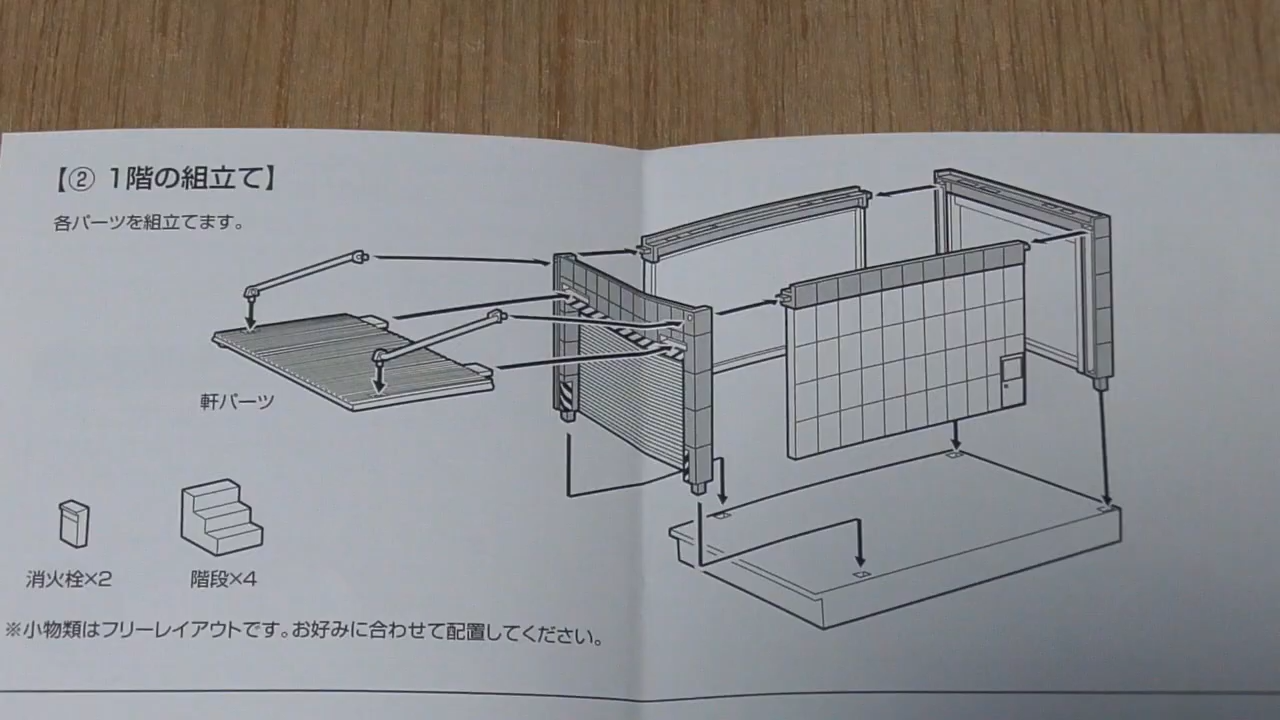 【② 1階の組立て】
各パーツを組立てます。
軒パーツ
消火栓×2
階段×4
※小物類はフリーレイアウトです。お好みに合わせて配置してください。